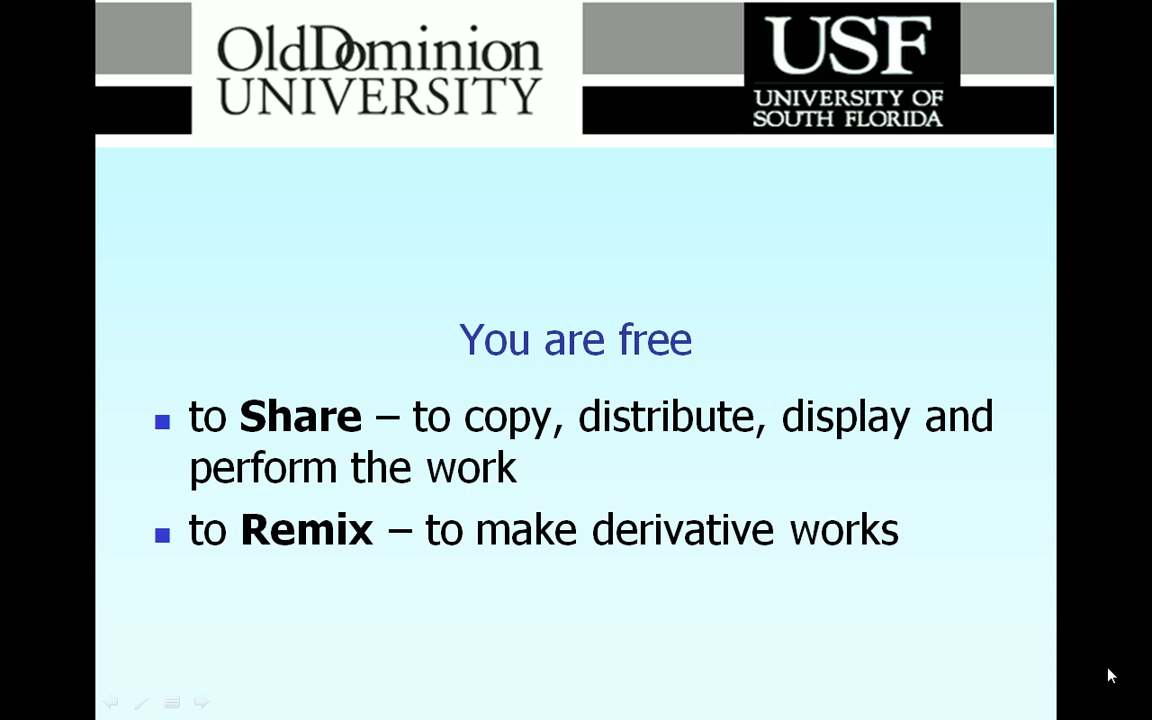 OldDominion
UNIVERSITY
USF
UNIVERSITY OF
SOUTH FLORIDA
You are free
to Share – to copy, distribute, display and
perform the work
to Remix – to make derivative works